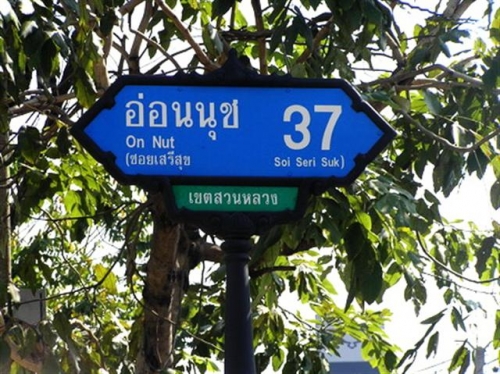 อ่อนนุช 37
On Nut
(ซอยเสรีสุข Soi Seri Suk)
เขตสวนหลวง